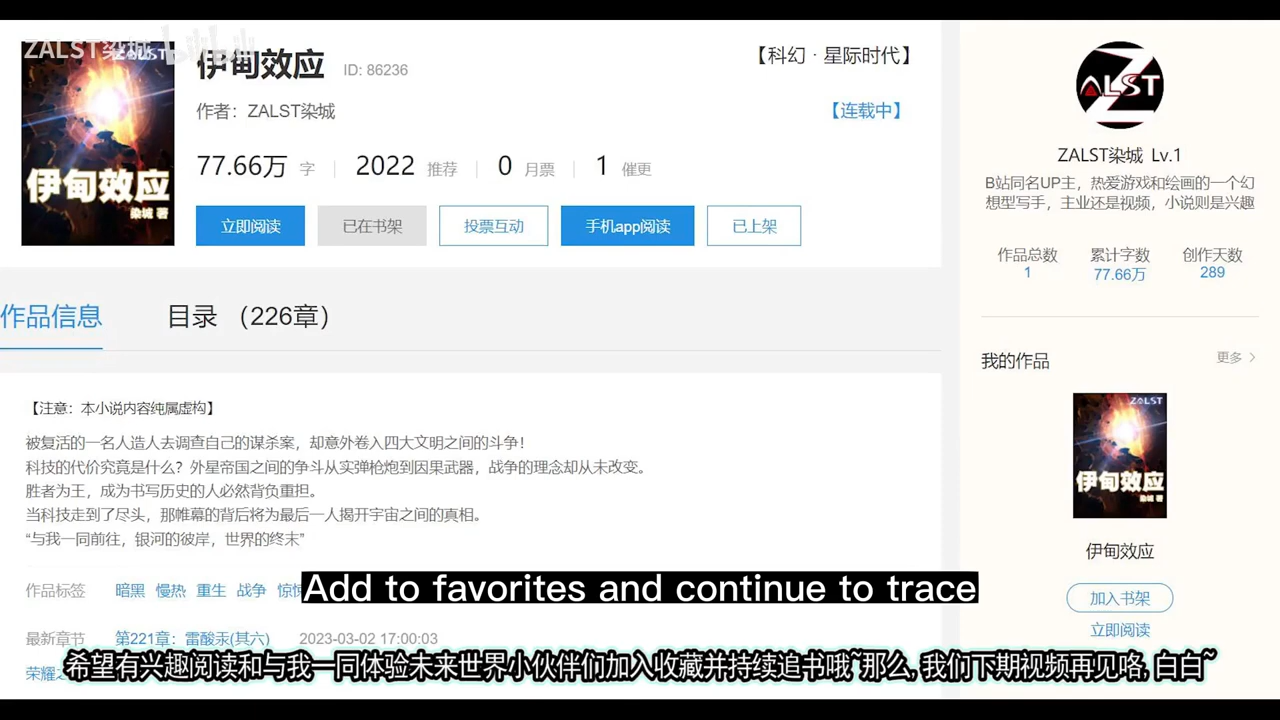 ZALST染城
伊甸效应 ID: 86236
【科幻 · 星际时代】
作者：ZALST染城
【连载中】
77.66万 字 2022 推荐 0 月票 1 催更
立即阅读 已在书架 投票互动 手机app阅读 已上架
ZALST
伊甸效应
染城 著
作品信息 目录 （226章）
【注意：本小说内容纯属虚构】
被复活的一名人造人去调查自己的谋杀案，却意外卷入四大文明之间的斗争！
科技的代价究竟是什么？外星帝国之间的争斗从实弹枪炮到因果武器，战争的理念却从未改变。
胜者为王，成为书写历史的人必然背负重担。
当科技走到了尽头，那帷幕的背后将为最后一人揭开宇宙之间的真相。
“与我一同前往，银河的彼岸，世界的终末”
作品标签 暗黑 慢热 重生 战争 惊悚
最新章节 第221章：雷酸汞(其六) 2023-03-02 17:00:03
荣耀之
ZALST
ZALST染城 Lv.1
B站同名UP主，热爱游戏和绘画的一个幻
想型写手，主业还是视频，小说则是兴趣
作品总数 累计字数 创作天数
1 77.66万 289
我的作品 更多 >
ZALST
伊甸效应
染城 著
伊甸效应
加入书架
立即阅读
Add to favorites and continue to trace
希望有兴趣阅读和与我一同体验未来世界小伙伴们加入收藏并持续追书哦~那么,我们下期视频再见咯,白白~